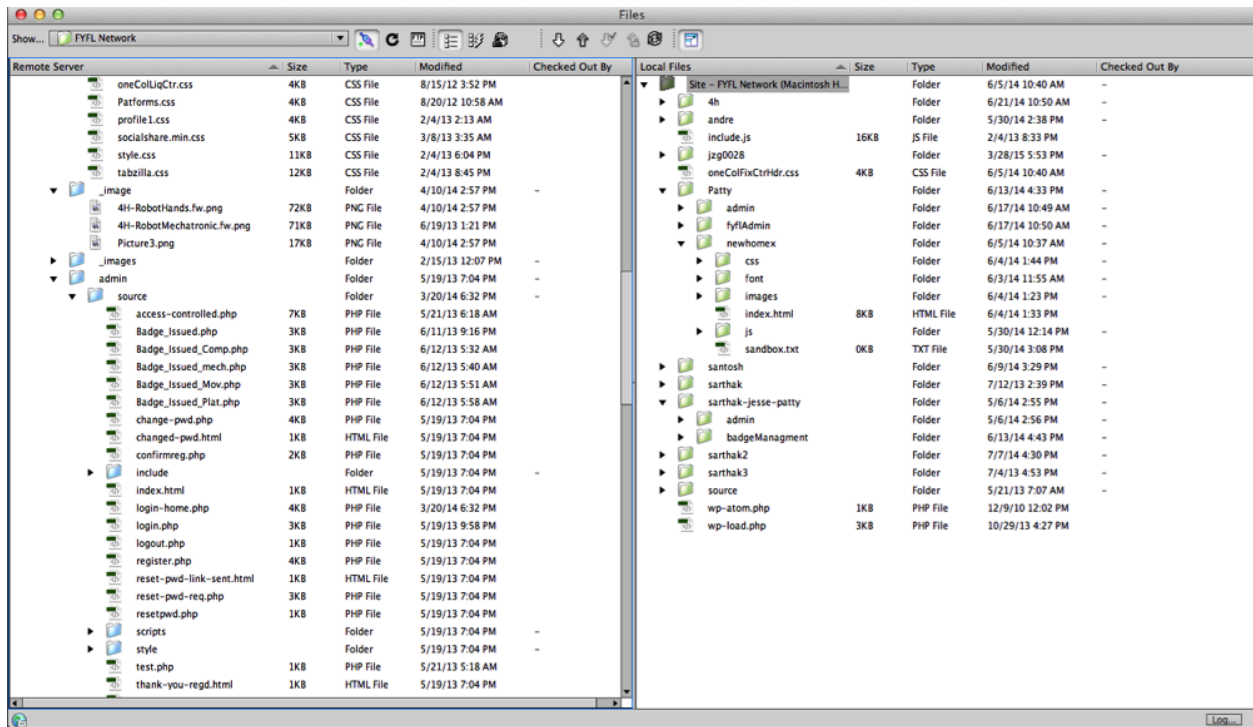 Files
Show... FYFL Network
Remote Server Size Type Modified Checked Out By
oneColLiqCtr.css 4KB CSS File 8/15/12 3:52 PM
Patforms.css 4KB CSS File 8/20/12 10:58 AM
profile1.css 4KB CSS File 2/4/13 2:13 AM
socialshare.min.css 5KB CSS File 3/8/13 3:35 AM
style.css 11KB CSS File 2/4/13 6:04 PM
tabzilla.css 12KB CSS File 2/4/13 8:45 PM
_image Folder 4/10/14 2:57 PM -
4H-RobotHands.fw.png 72KB PNG File 4/10/14 2:57 PM
4H-RobotMechatronic.fw.png 71KB PNG File 6/19/13 1:21 PM
Picture3.png 17KB PNG File 4/10/14 2:57 PM
_images Folder 2/15/13 12:07 PM -
admin Folder 5/19/13 7:04 PM -
source Folder 3/20/14 6:32 PM -
access-controlled.php 7KB PHP File 5/21/13 6:18 AM
Badge_Issued.php 3KB PHP File 6/11/13 9:16 PM
Badge_Issued_Comp.php 3KB PHP File 6/12/13 5:32 AM
Badge_Issued_mech.php 3KB PHP File 6/12/13 5:40 AM
Badge_Issued_Mov.php 3KB PHP File 6/12/13 5:51 AM
Badge_Issued_Plat.php 3KB PHP File 6/12/13 5:58 AM
change-pwd.php 4KB PHP File 5/19/13 7:04 PM
changed-pwd.html 1KB HTML File 5/19/13 7:04 PM
confirmreg.php 2KB PHP File 5/19/13 7:04 PM
include Folder 5/19/13 7:04 PM -
index.html 1KB HTML File 5/19/13 7:04 PM
login-home.php 4KB PHP File 3/20/14 6:32 PM
login.php 3KB PHP File 5/19/13 9:58 PM
logout.php 1KB PHP File 5/19/13 7:04 PM
register.php 4KB PHP File 5/19/13 7:04 PM
reset-pwd-link-sent.html 1KB HTML File 5/19/13 7:04 PM
reset-pwd-req.php 3KB PHP File 5/19/13 7:04 PM
resetpwd.php 1KB PHP File 5/19/13 7:04 PM
scripts Folder 5/19/13 7:04 PM -
style Folder 5/19/13 7:04 PM -
test.php 1KB PHP File 5/21/13 5:18 AM
thank-you-regd.html 1KB HTML File 5/19/13 7:04 PM
Local Files Size Type Modified Checked Out By
Site - FYFL Network (Macintosh H... Folder 6/5/14 10:40 AM -
4h Folder 6/21/14 10:50 AM -
andre Folder 5/30/14 2:38 PM -
include.js 16KB JS File 2/4/13 8:33 PM
jzg0028 Folder 3/28/15 5:53 PM -
oneColFixCtrHdr.css 4KB CSS File 6/5/14 10:40 AM
Patty Folder 6/13/14 4:33 PM -
admin Folder 6/17/14 10:49 AM -
fyflAdmin Folder 6/17/14 10:50 AM -
newhomex Folder 6/5/14 10:37 AM -
css Folder 6/4/14 1:44 PM -
font Folder 6/3/14 11:55 AM -
images Folder 6/4/14 1:23 PM -
index.html 8KB HTML File 6/4/14 1:33 PM
js Folder 5/30/14 12:14 PM -
sandbox.txt 0KB TXT File 5/30/14 3:08 PM
santosh Folder 6/9/14 3:29 PM -
sarthak Folder 7/12/13 2:39 PM -
sarthak-jesse-patty Folder 5/6/14 2:55 PM -
admin Folder 5/6/14 2:56 PM -
badgeManagment Folder 6/13/14 4:43 PM -
sarthak2 Folder 7/7/14 4:30 PM -
sarthak3 Folder 7/4/13 4:53 PM -
source Folder 5/21/13 7:07 AM -
wp-atom.php 1KB PHP File 12/9/10 12:02 PM
wp-load.php 3KB PHP File 10/29/13 4:27 PM
Log...